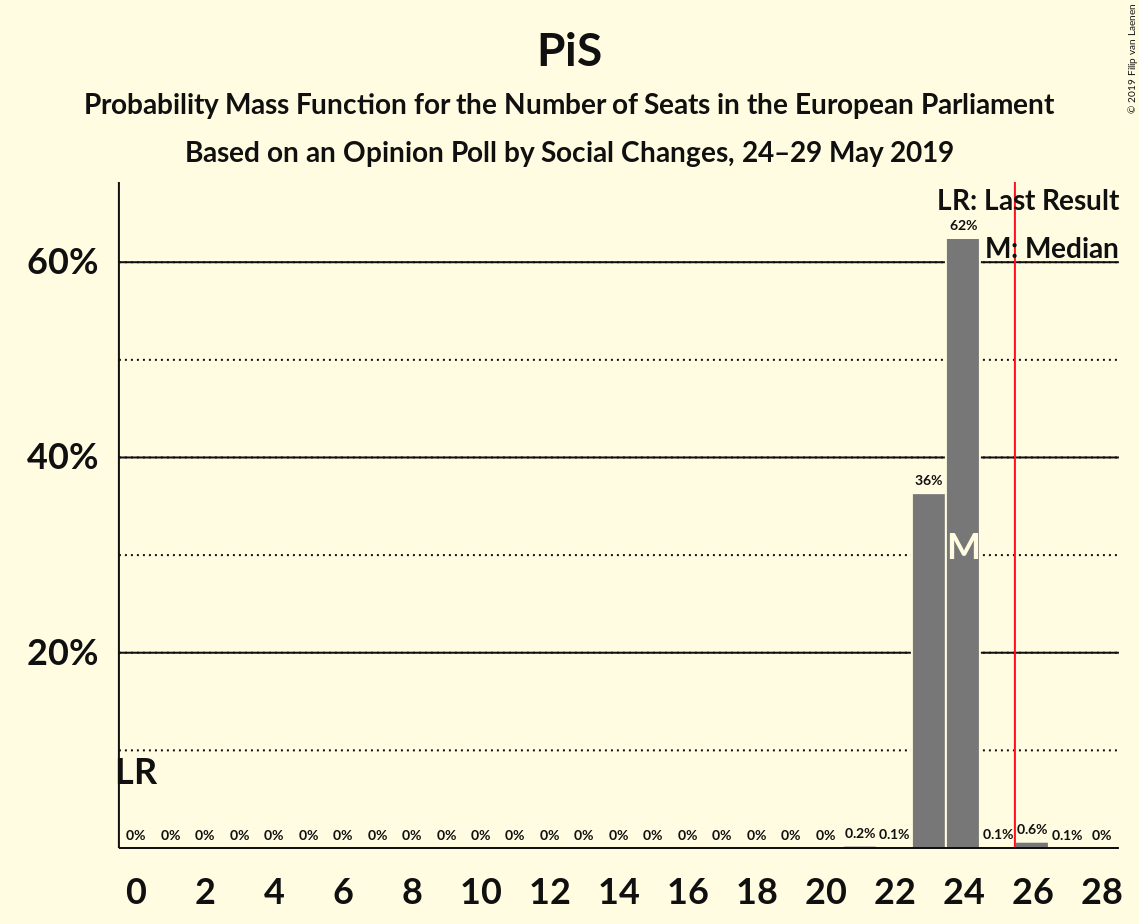 PiS
Probability Mass Function for the Number of Seats in the European Parliament
Based on an Opinion Poll by Social Changes, 24–29 May 2019
© 2019 Filip van Laenen
LR: Last Result
M: Median
62%
60%
40%
36%
M
20%
LR
0% 0% 0% 0% 0% 0% 0% 0% 0% 0% 0% 0% 0% 0% 0% 0% 0% 0% 0% 0% 0% 0.2% 0.1% 0.1% 0.6% 0.1% 0%
0 2 4 6 8 10 12 14 16 18 20 22 24 26 28